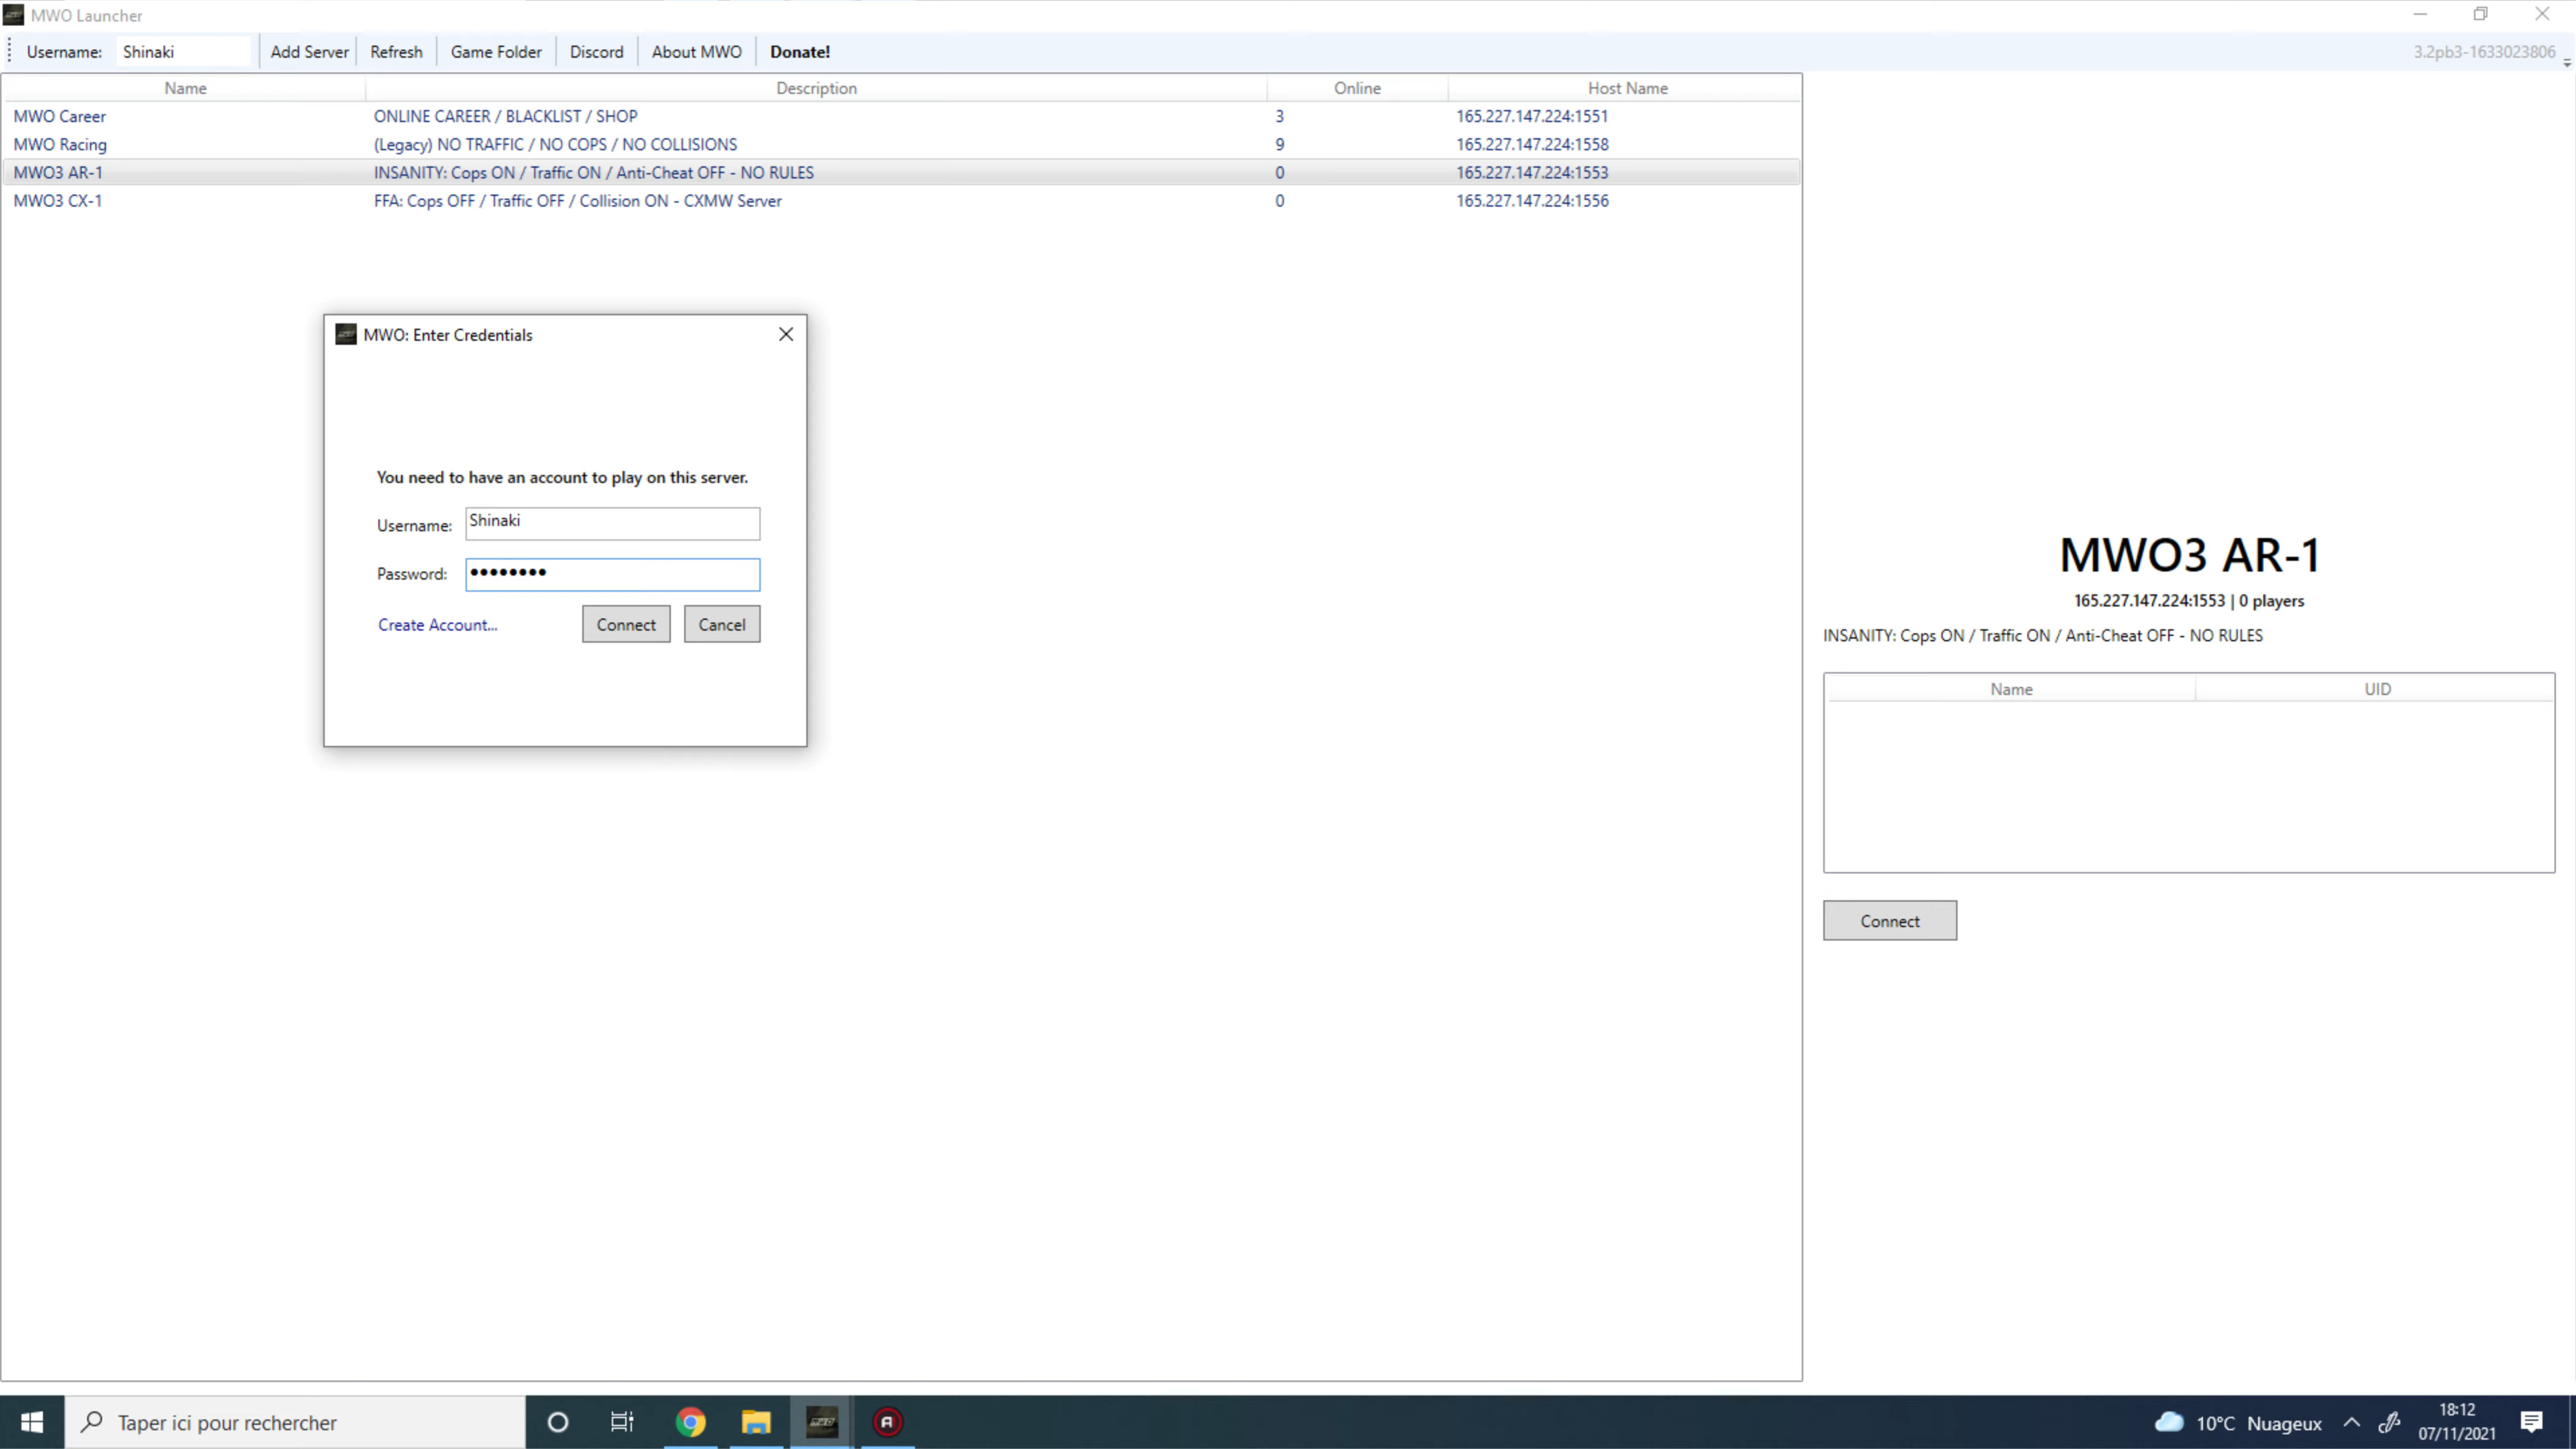 MWO Launcher
Username: Shinaki Add Server Refresh Game Folder Discord About MWO Donate! 3.2pb3-1633023806
Name Description Online Host Name
MWO Career ONLINE CAREER / BLACKLIST / SHOP 3 165.227.147.224:1551
MWO Racing (Legacy) NO TRAFFIC / NO COPS / NO COLLISIONS 9 165.227.147.224:1558
MWO3 AR-1 INSANITY: Cops ON / Traffic ON / Anti-Cheat OFF - NO RULES 0 165.227.147.224:1553
MWO3 CX-1 FFA: Cops OFF / Traffic OFF / Collision ON - CXMW Server 0 165.227.147.224:1556
MWO: Enter Credentials
You need to have an account to play on this server.
Username: Shinaki
Password: ••••••••
Create Account... Connect Cancel
MWO3 AR-1
165.227.147.224:1553 | 0 players
INSANITY: Cops ON / Traffic ON / Anti-Cheat OFF - NO RULES
Name UID
Connect
Taper ici pour rechercher
10°C Nuageux
18:12
07/11/2021